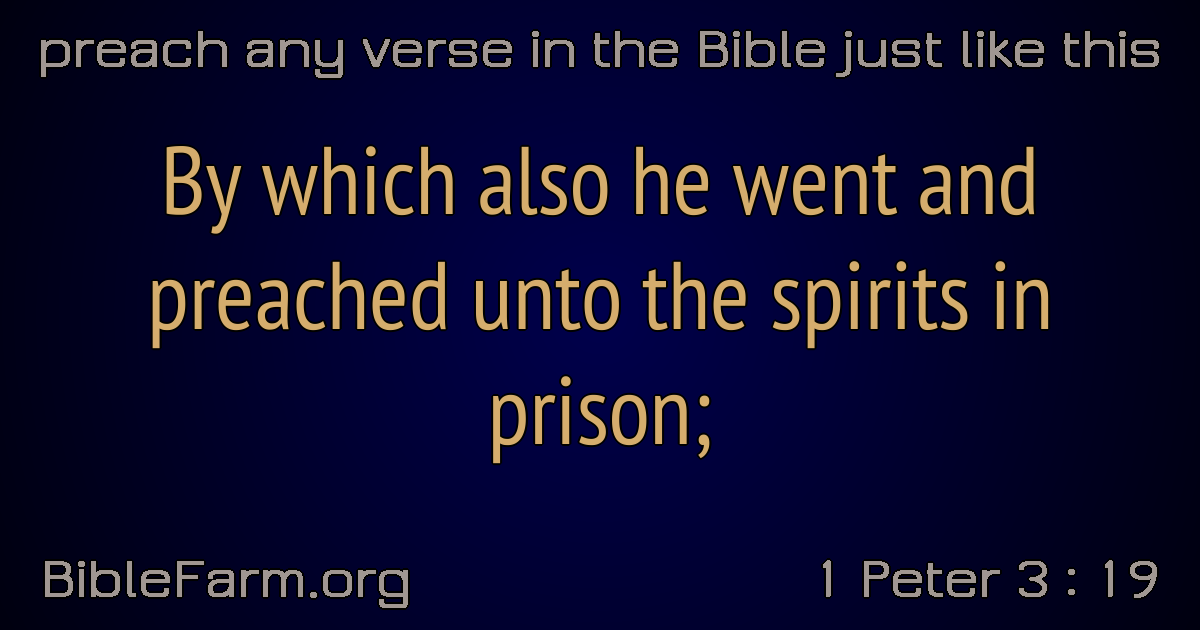 preach any verse in the Bible just like this
By which also he went and
preached unto the spirits in
prison;
BibleFarm.org
1 Peter 3 : 19